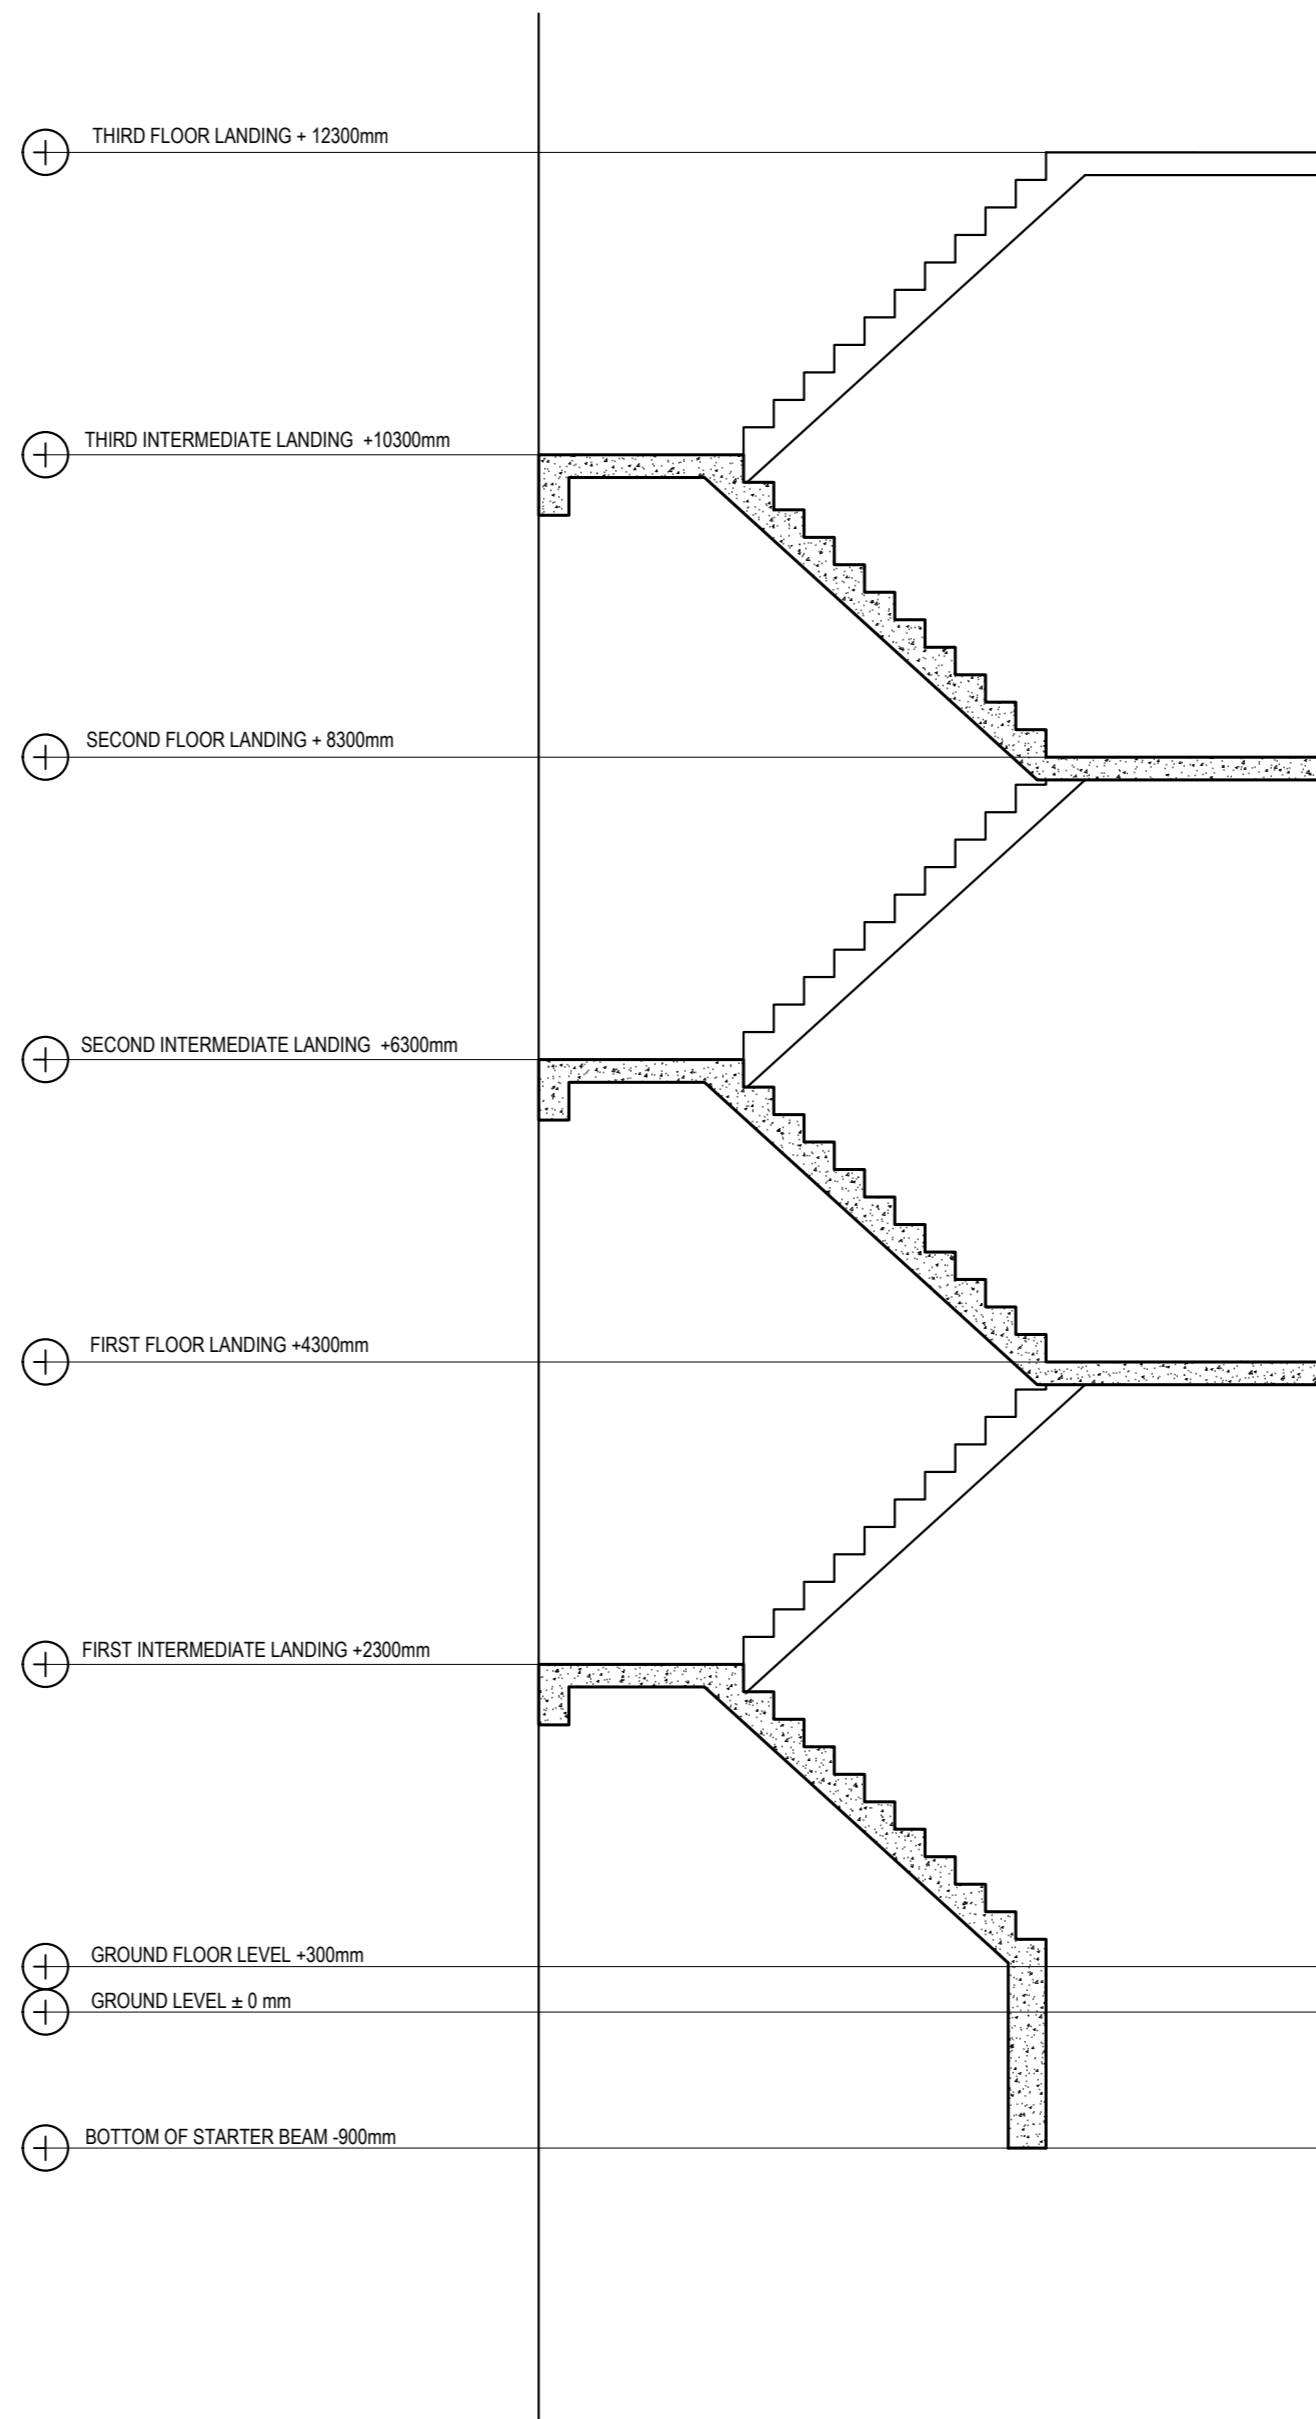 THIRD FLOOR LANDING + 12300mm
THIRD INTERMEDIATE LANDING  +10300mm
SECOND FLOOR LANDING + 8300mm
SECOND INTERMEDIATE LANDING  +6300mm
FIRST FLOOR LANDING +4300mm
FIRST INTERMEDIATE LANDING +2300mm
GROUND FLOOR LEVEL +300mm
GROUND LEVEL ± 0 mm
BOTTOM OF STARTER BEAM -900mm